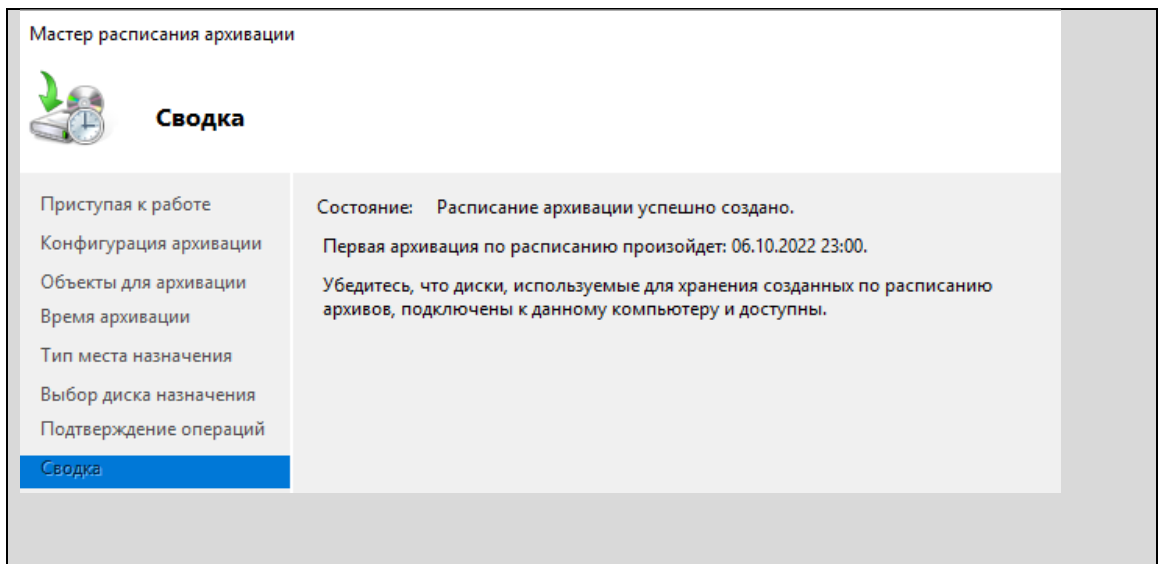 Мастер расписания архивации
Сводка
Приступая к работе
Конфигурация архивации
Объекты для архивации
Время архивации
Тип места назначения
Выбор диска назначения
Подтверждение операций
Сводка
Состояние: Расписание архивации успешно создано.
Первая архивация по расписанию произойдет: 06.10.2022 23:00.
Убедитесь, что диски, используемые для хранения созданных по расписанию
архивов, подключены к данному компьютеру и доступны.